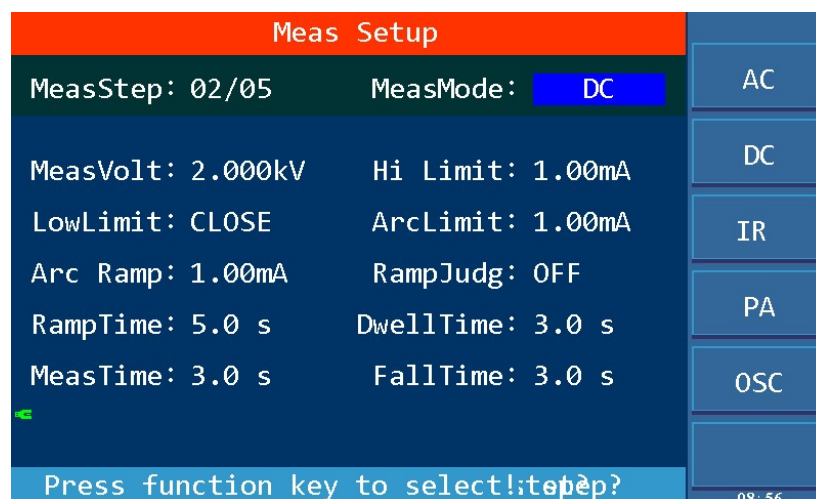 Meas Setup
MeasStep: 02/05 MeasMode: DC
MeasVolt: 2.000kV Hi Limit: 1.00mA
LowLimit: CLOSE ArcLimit: 1.00mA
Arc Ramp: 1.00mA RampJudg: OFF
RampTime: 5.0 s DwellTime: 3.0 s
MeasTime: 3.0 s FallTime: 3.0 s
Press function key to select!
AC
DC
IR
PA
OSC
08:56